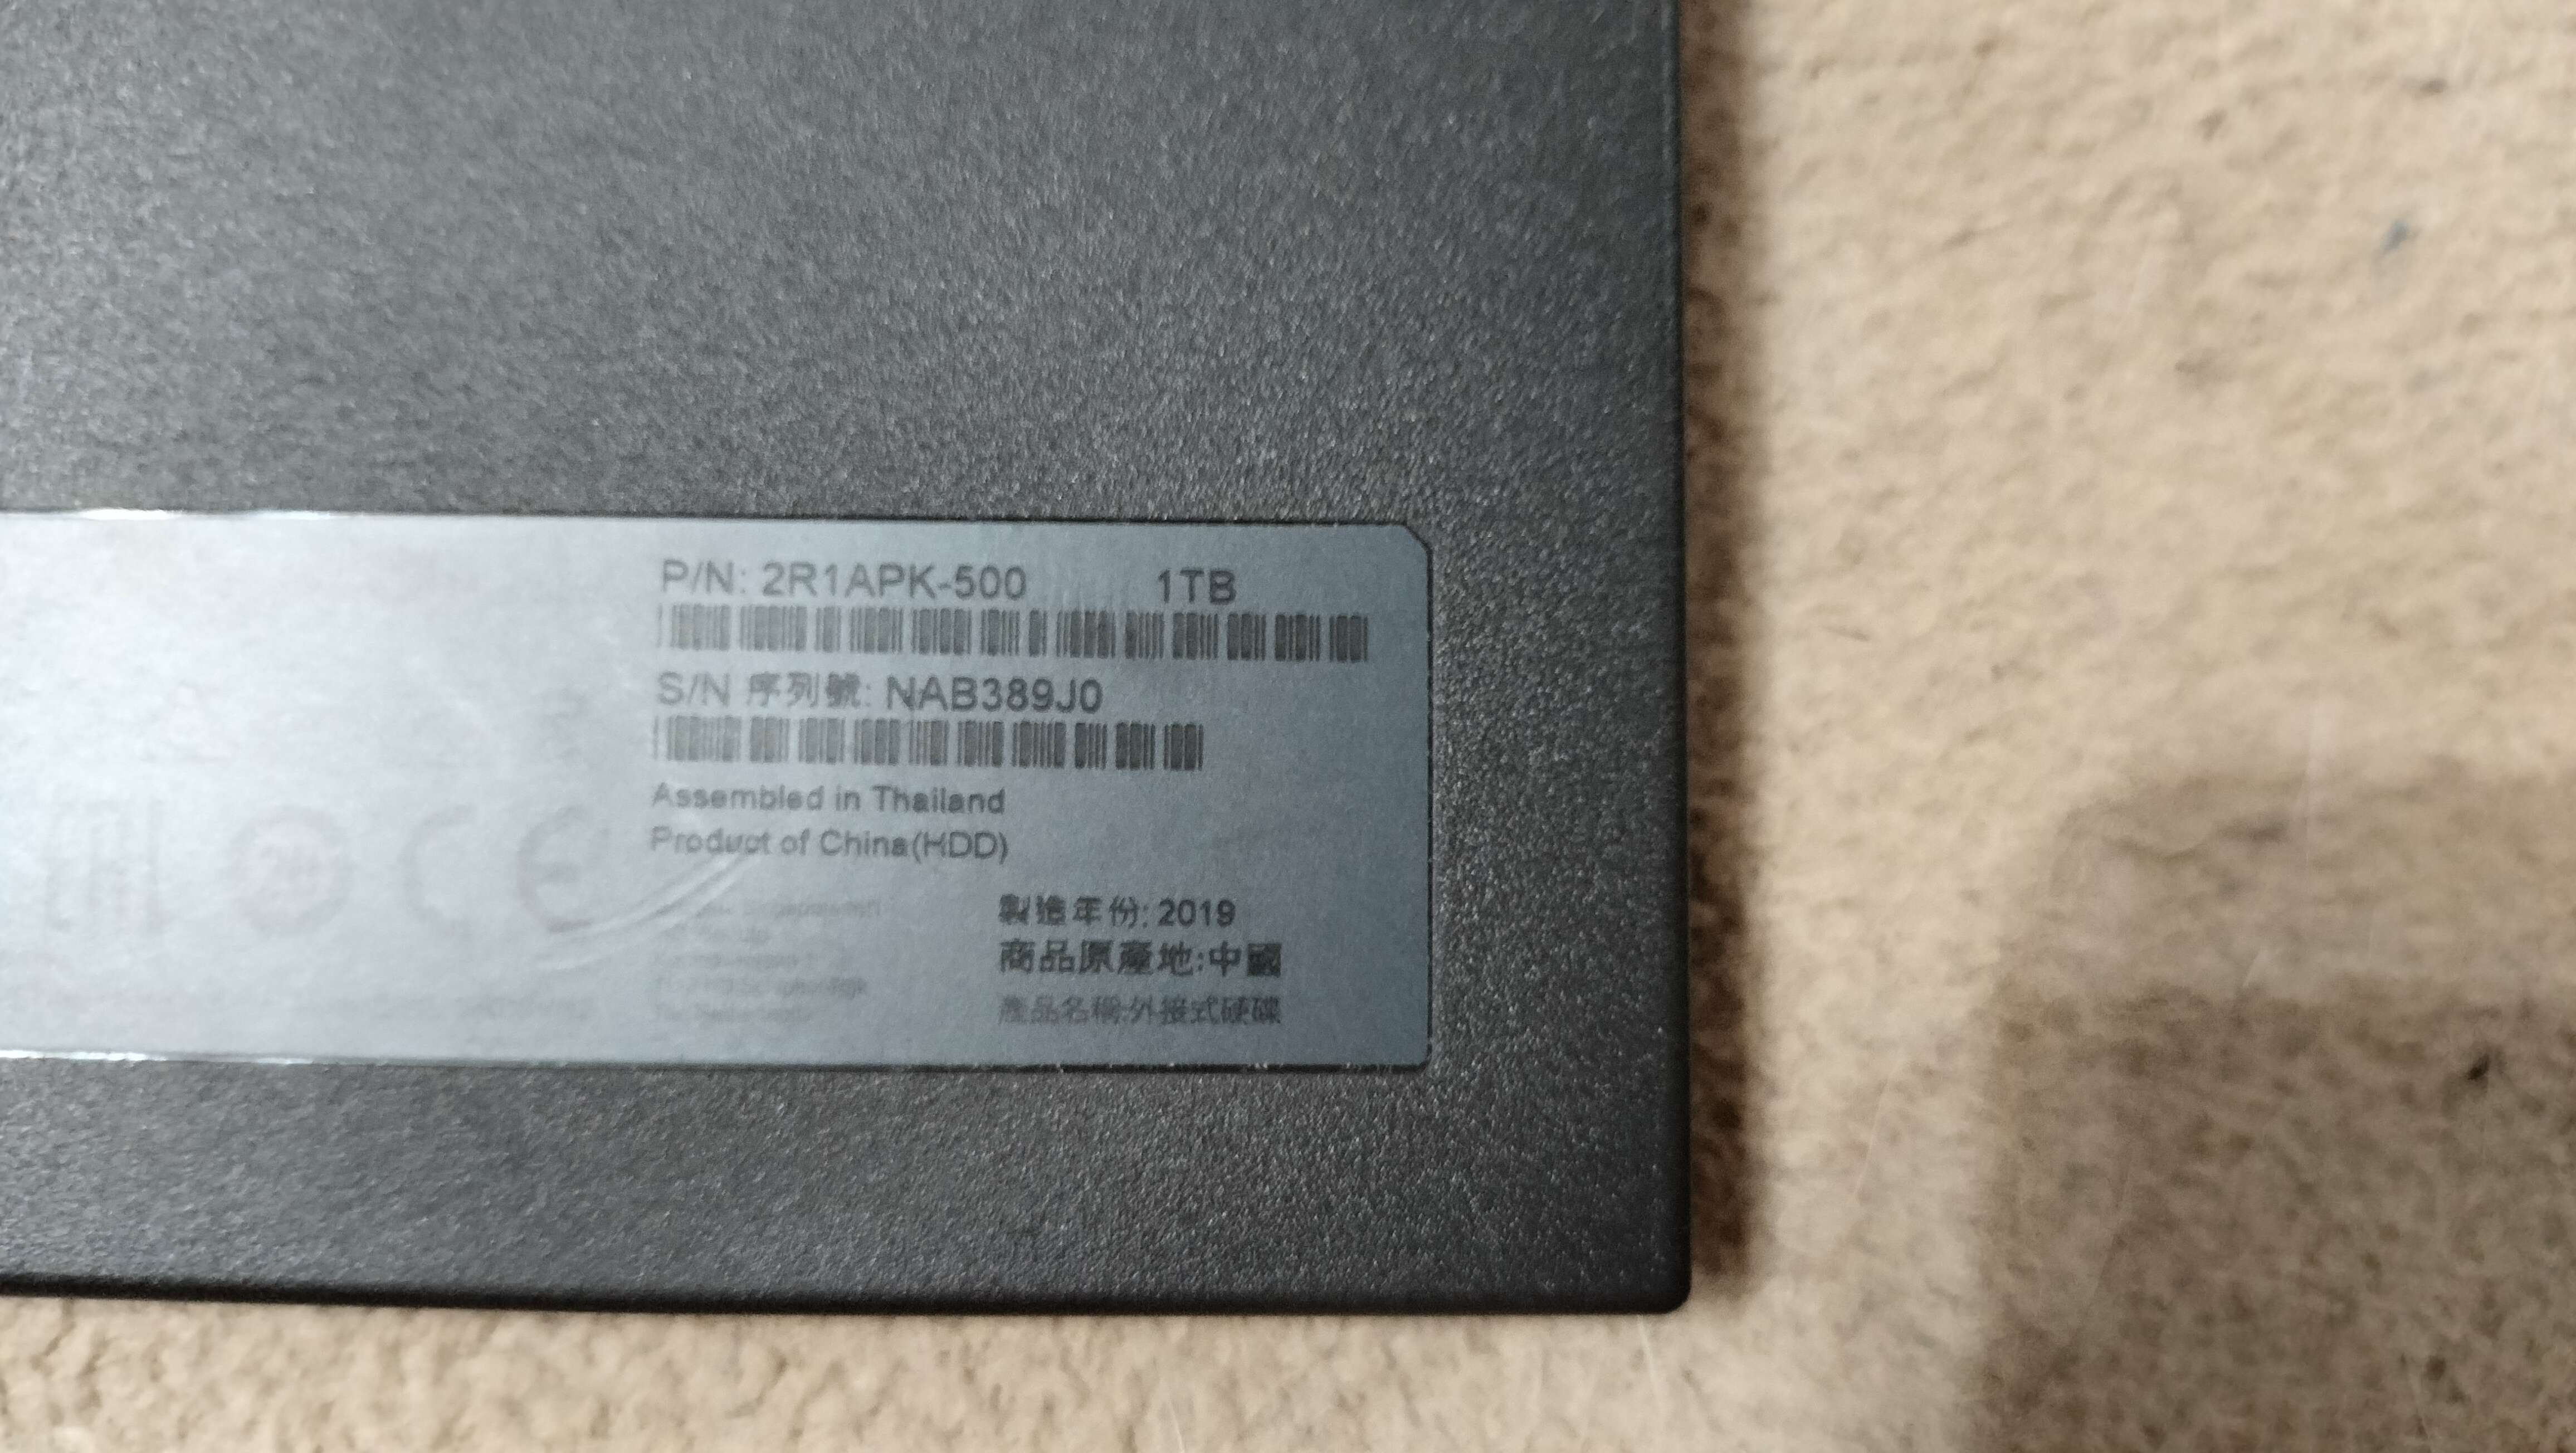 P/N: 2R1APK-500 1TB
S/N 序列號: NAB389J0
Assembled in Thailand
Product of China(HDD)
製造年份: 2019
商品原產地:中國
產品名稱:外接式硬碟
CE